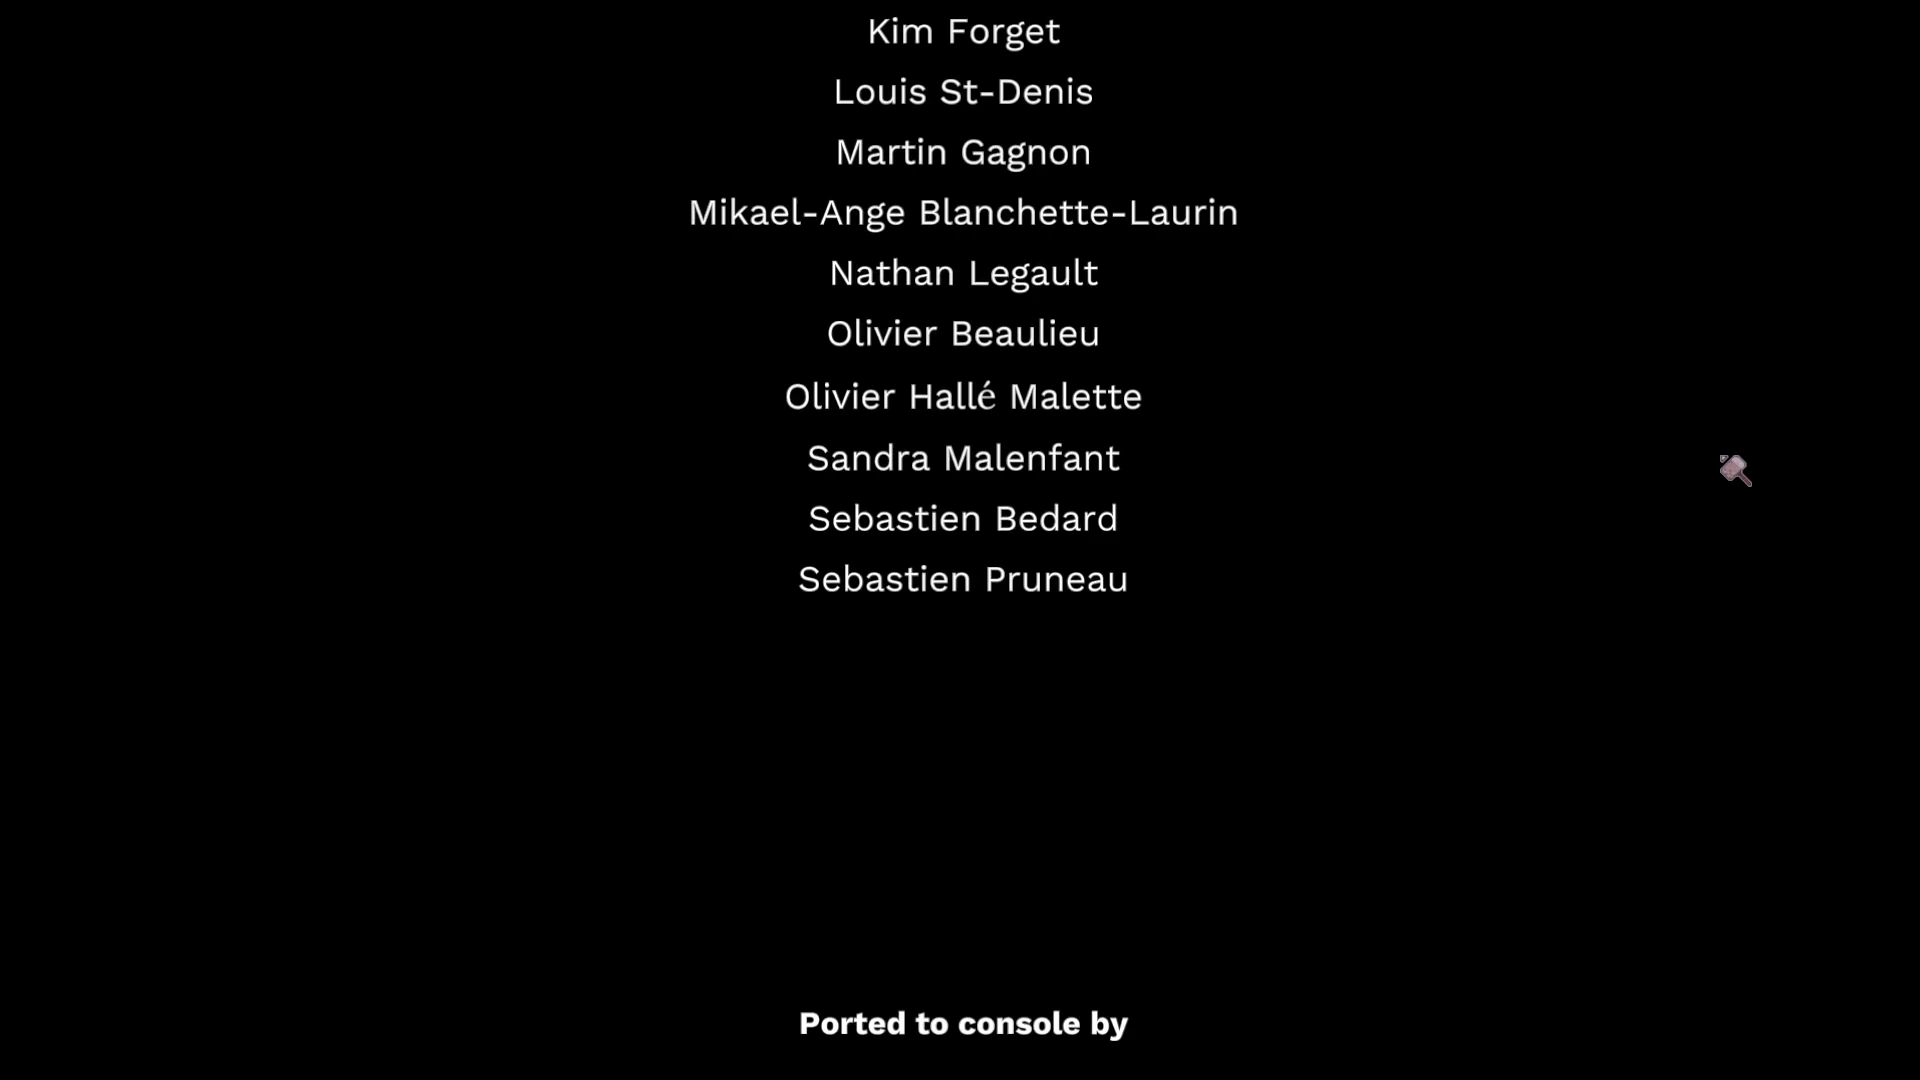 Kim Forget
Louis St-Denis
Martin Gagnon
Mikael-Ange Blanchette-Laurin
Nathan Legault
Olivier Beaulieu
Olivier Hallé Malette
Sandra Malenfant
Sebastien Bedard
Sebastien Pruneau
Ported to console by